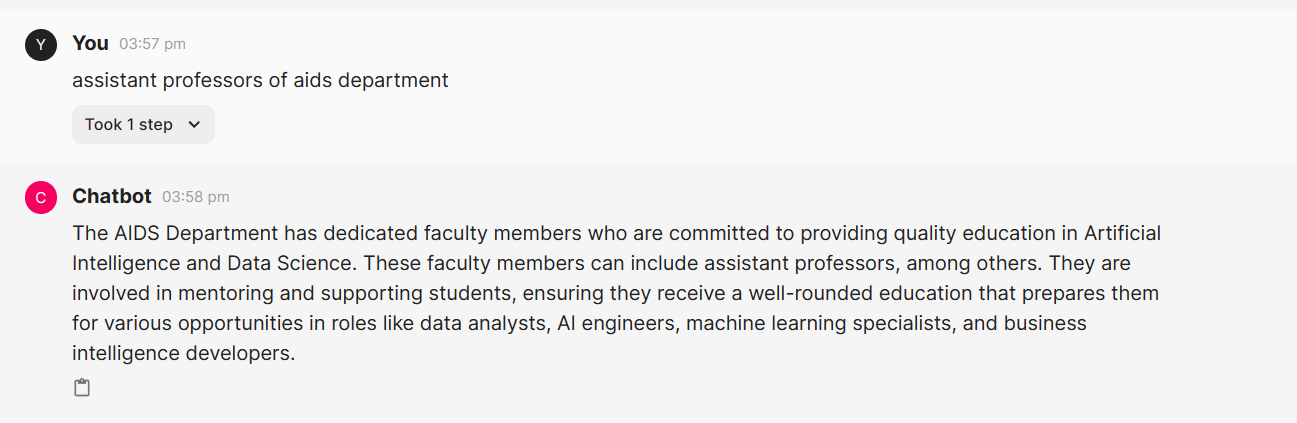 Y
You 03:57 pm
assistant professors of aids department
Took 1 step
C
Chatbot 03:58 pm
The AIDS Department has dedicated faculty members who are committed to providing quality education in Artificial
Intelligence and Data Science. These faculty members can include assistant professors, among others. They are
involved in mentoring and supporting students, ensuring they receive a well-rounded education that prepares them
for various opportunities in roles like data analysts, AI engineers, machine learning specialists, and business
intelligence developers.